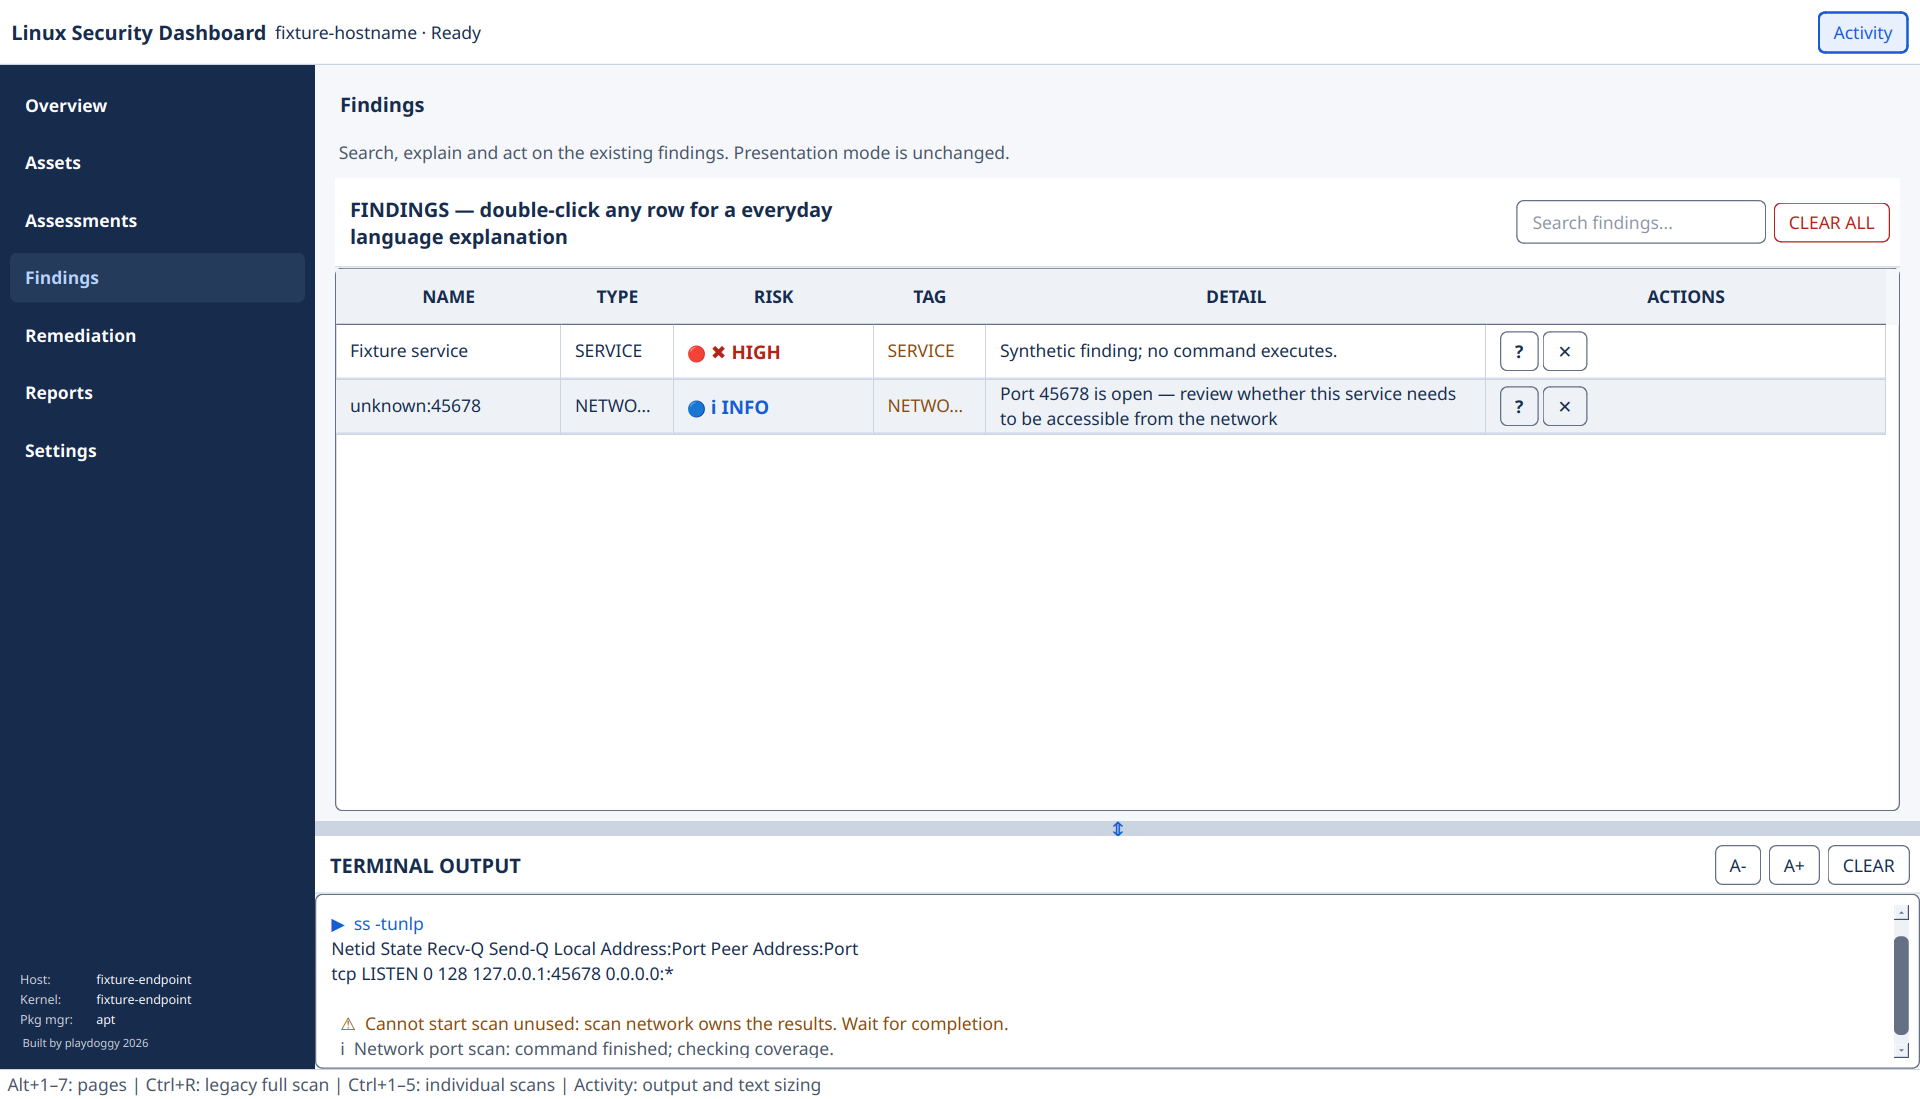 Linux Security Dashboard fixture-hostname · Ready
Activity
Overview
Assets
Assessments
Findings
Remediation
Reports
Settings
Host: fixture-endpoint
Kernel: fixture-endpoint
Pkg mgr: apt
Built by playdoggy 2026
Findings
Search, explain and act on the existing findings. Presentation mode is unchanged.
FINDINGS — double-click any row for a everyday
language explanation
Search findings...
CLEAR ALL
NAME TYPE RISK TAG DETAIL ACTIONS
Fixture service SERVICE ✖ HIGH SERVICE Synthetic finding; no command executes. ? ✕
unknown:45678 NETWO... i INFO NETWO... Port 45678 is open — review whether this service needs
to be accessible from the network ? ✕
TERMINAL OUTPUT
A- A+ CLEAR
▶ ss -tunlp
Netid State Recv-Q Send-Q Local Address:Port Peer Address:Port
tcp LISTEN 0 128 127.0.0.1:45678 0.0.0.0:*
⚠ Cannot start scan unused: scan network owns the results. Wait for completion.
i Network port scan: command finished; checking coverage.
Alt+1–7: pages | Ctrl+R: legacy full scan | Ctrl+1–5: individual scans | Activity: output and text sizing